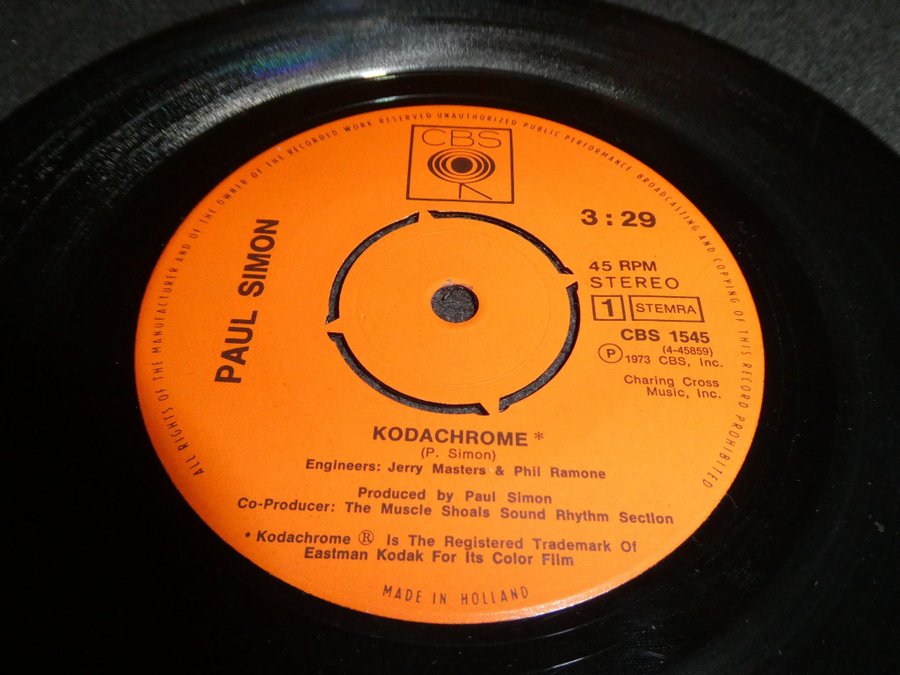 ALL RIGHTS OF THE MANUFACTURER AND OF THE OWNER OF THE RECORDED WORK RESERVED UNAUTHORIZED PUBLIC PERFORMANCE BROADCASTING AND COPYING OF THIS RECORD PROHIBITED
CBS
3:29
PAUL SIMON
45 RPM
STEREO
1 STEMRA
CBS 1545
(4-45859)
Ⓟ 1973 CBS, Inc.
Charing Cross
Music, Inc.
KODACHROME *
(P. Simon)
Engineers: Jerry Masters & Phil Ramone
Produced by Paul Simon
Co-Producer: The Muscle Shoals Sound Rhythm Section
• Kodachrome ® Is The Registered Trademark Of
Eastman Kodak For Its Color Film
MADE IN HOLLAND